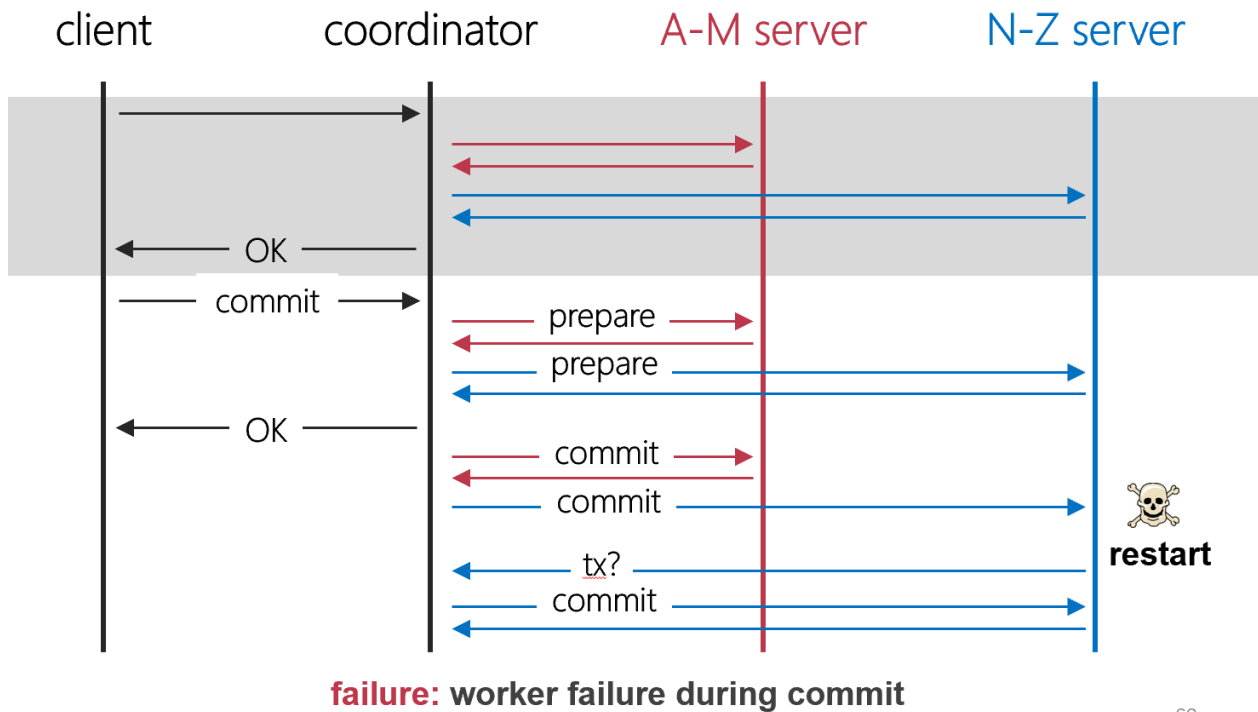 client coordinator A-M server N-Z server
OK
commit
prepare
prepare
OK
commit
commit
restart
tx?
commit
failure: worker failure during commit